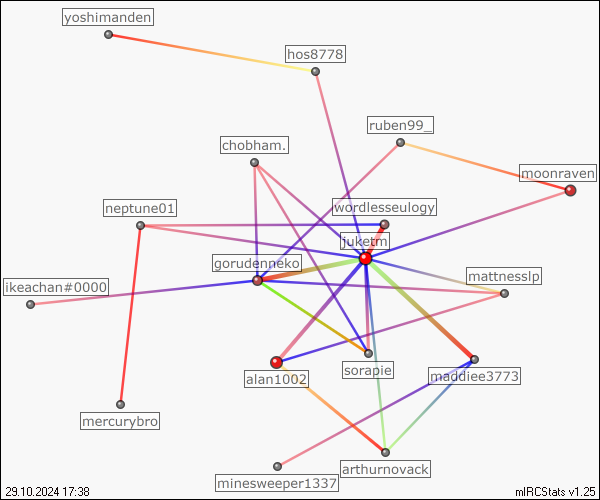 yoshimanden
hos8778
ruben99_
chobham.
moonraven
neptune01
wordlesseulogy
juketm
gorudenneko
mattnesslp
ikeachan#0000
sorapie
alan1002
maddiee3773
mercurybro
arthurnovack
minesweeper1337
29.10.2024 17:38
mIRCStats v1.25